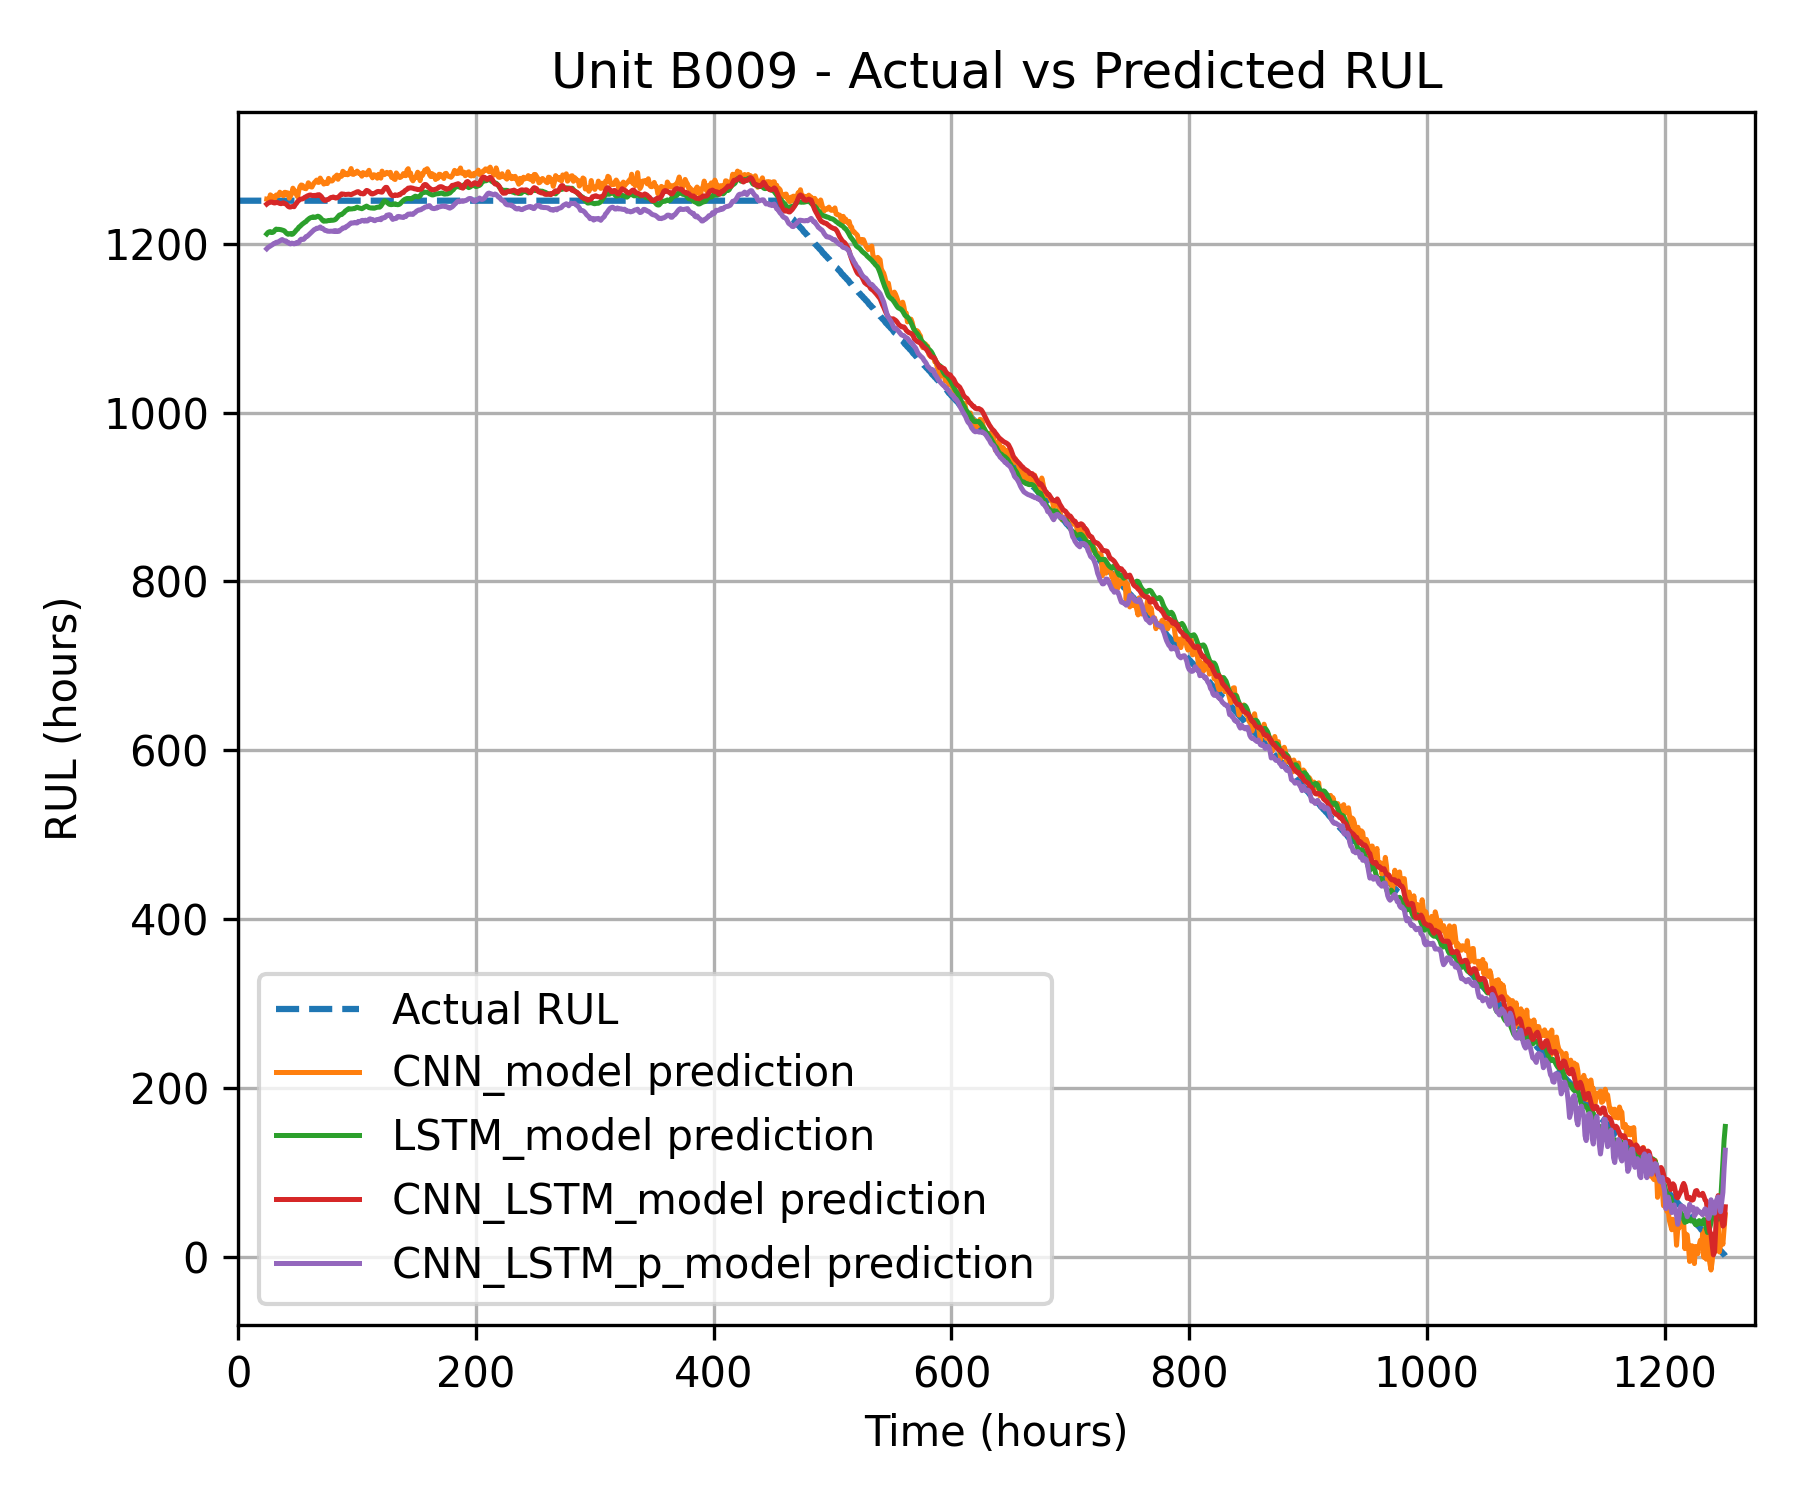 Unit B009 - Actual vs Predicted RUL
RUL (hours)
1200
1000
800
600
400
200
0
Actual RUL
CNN_model prediction
LSTM_model prediction
CNN_LSTM_model prediction
CNN_LSTM_p_model prediction
0 200 400 600 800 1000 1200
Time (hours)